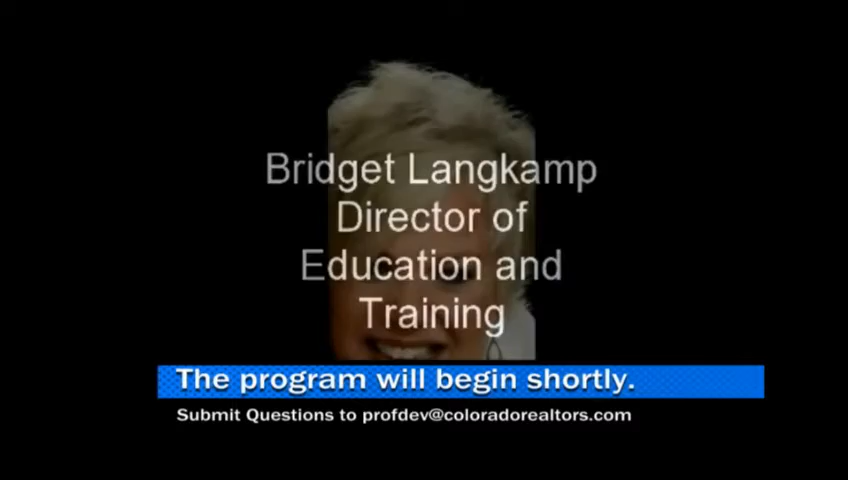 Bridget Langkamp
Director of
Education and
Training
The program will begin shortly.
Submit Questions to profdev@coloradorealtors.com